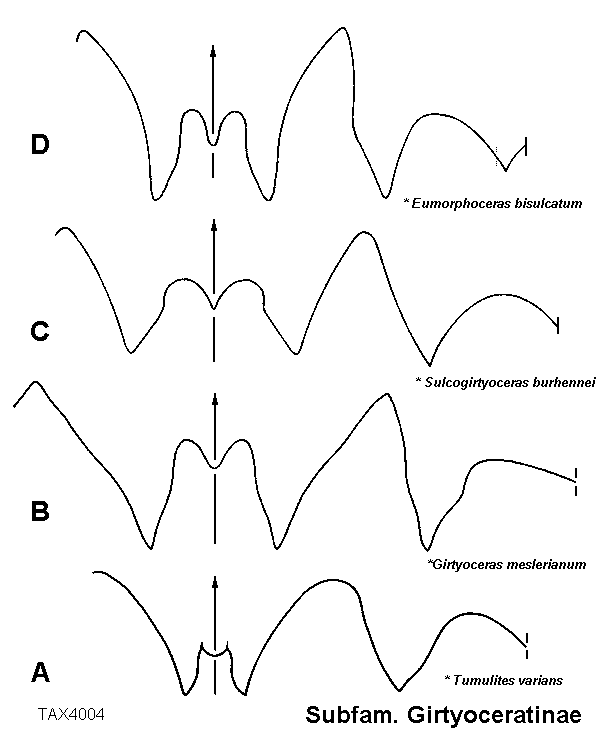 D
* Eumorphoceras bisulcatum
C
* Sulcogirtyoceras burhennei
B
*Girtyoceras meslerianum
A
* Tumulites varians
TAX4004
Subfam. Girtyoceratinae